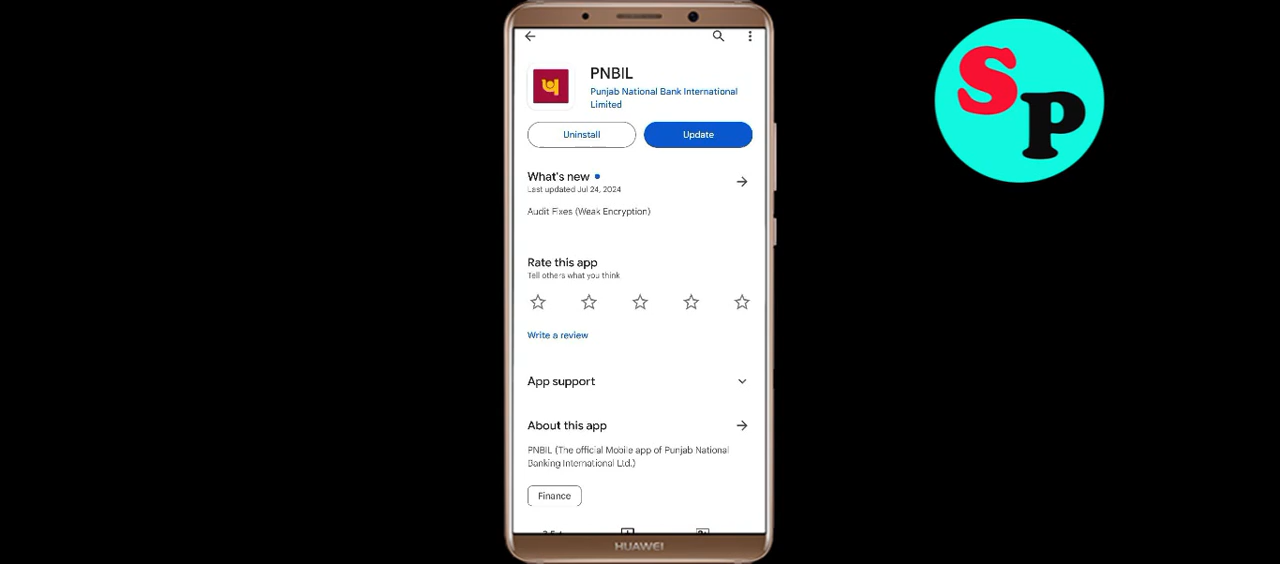 PNBIL
Punjab National Bank International
Limited
Uninstall
Update
What's new
Last updated Jul 24, 2024
Audit Fixes (Weak Encryption)
Rate this app
Tell others what you think
Write a review
App support
About this app
PNBIL (The official Mobile app of Punjab National
Banking International Ltd.)
Finance
HUAWEI
SP